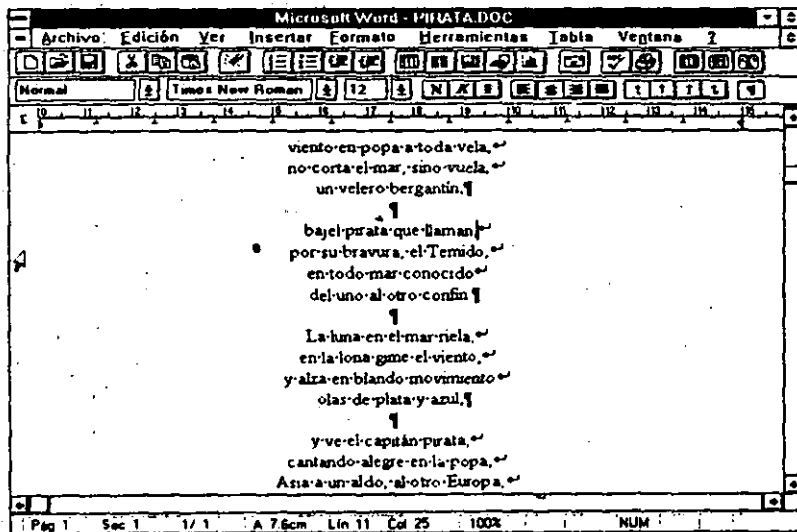 Microsoft Word - PIRATA.DOC
Archivo Edición Ver Insertar Formato Herramientas Tabla Ventana ?
Normal Times New Roman 12 N K S
viento·en·popa·a·toda·vela,↵
no·corta·el·mar,·sino·vuela,↵
un·velero·bergantín,¶
¶
bajel·pirata·que·llaman,↵
por·su·bravura,·el·Temido,↵
en·todo·mar·conocido↵
del·uno·al·otro·confín¶
¶
La·luna·en·el·mar·riela,↵
en·la·lona·gime·el·viento,↵
y·alza·en·blando·movimiento↵
olas·de·plata·y·azul,¶
¶
y·ve·el·capitán·pirata,↵
cantando·alegre·en·la·popa,↵
Asia·a·un·aldo,·al·otro·Europa,↵
Pág 1 Sec 1 1/ 1 A 7.6cm Lín 11 Col 25 100% NUM